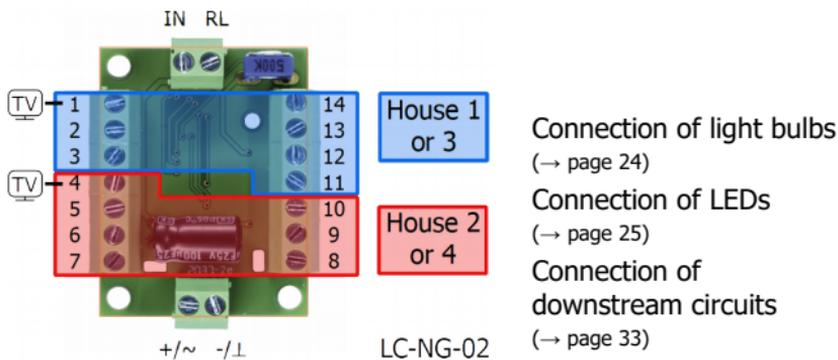 IN RL
500K
TV 1 14
2 13
3 12
TV 4 11
5 10
6 9
7 8
House 1
or 3
House 2
or 4
+/~ -/⊥
LC-NG-02
Connection of light bulbs
(→ page 24)
Connection of LEDs
(→ page 25)
Connection of
downstream circuits
(→ page 33)